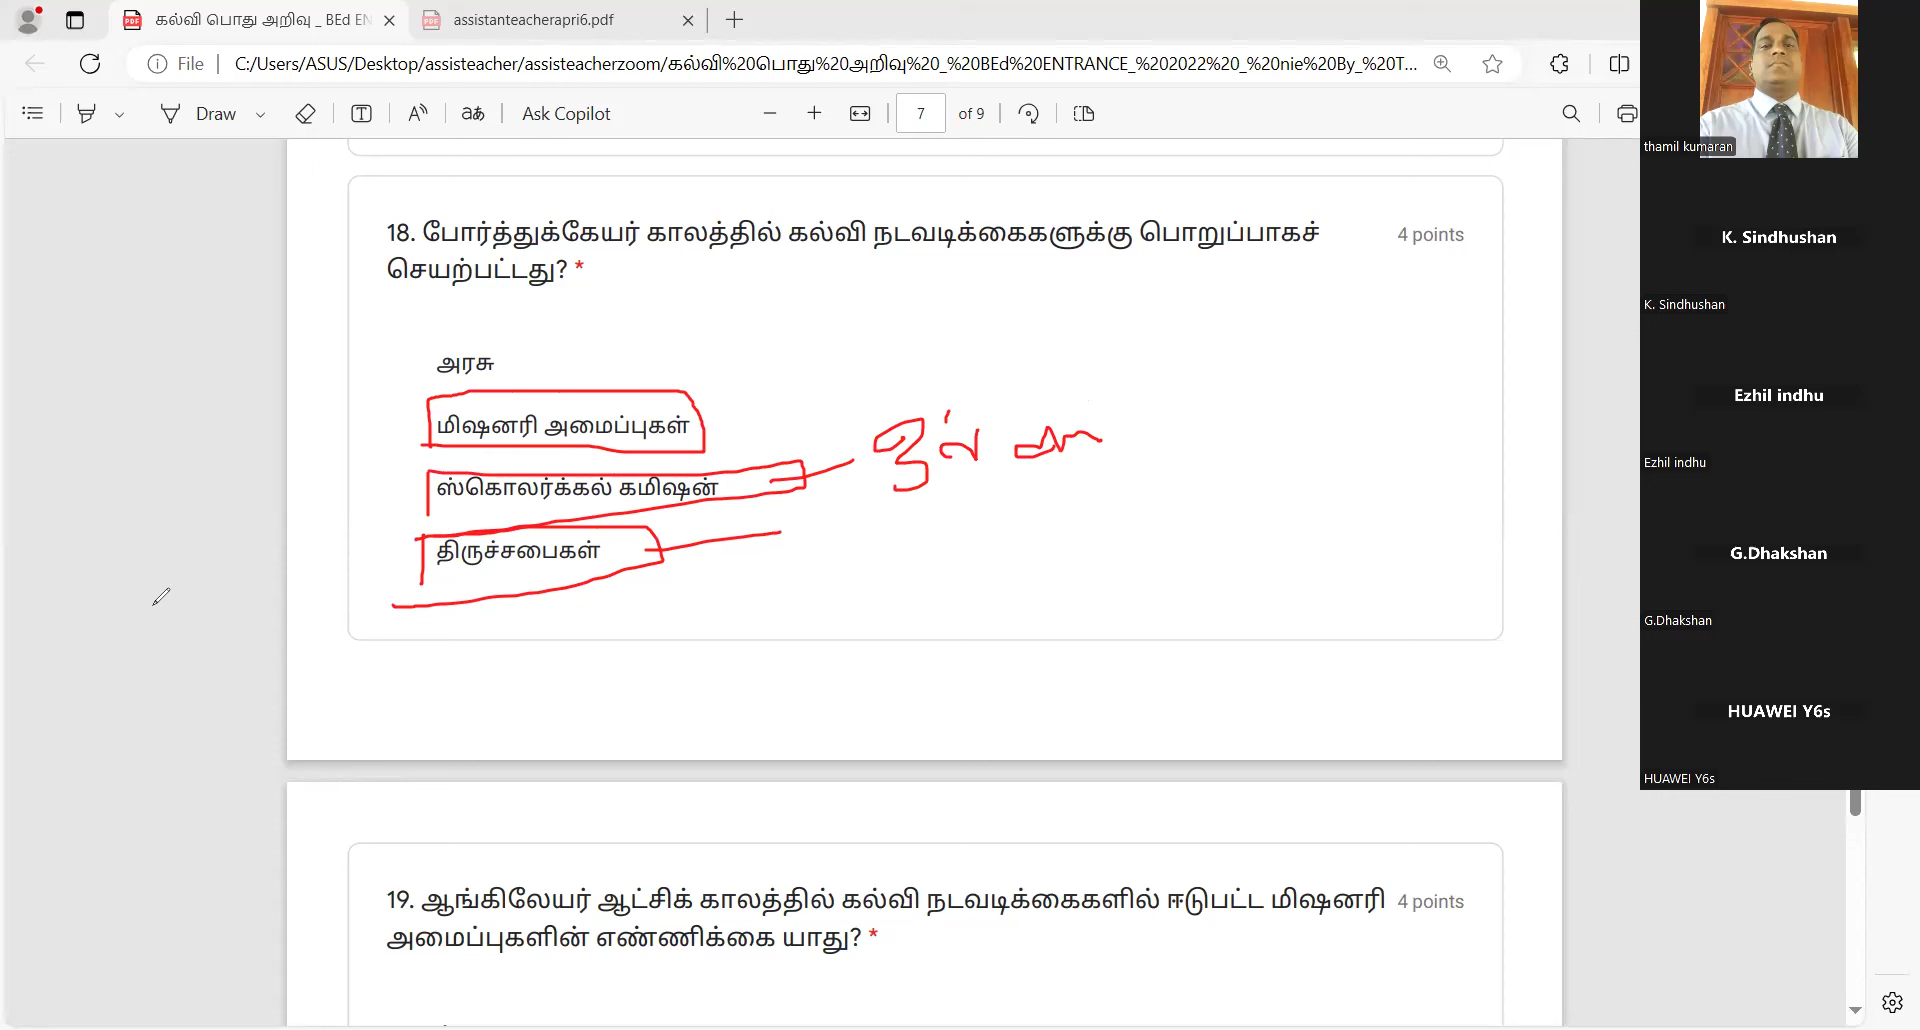 கல்வி பொது அறிவு _ BEd EN
assistanteacherapri6.pdf
File
C:/Users/ASUS/Desktop/assisteacher/assisteacherzoom/கல்வி%20பொது%20அறிவு%20_%20BEd%20ENTRANCE_%202022%20_%20nie%20By_%20T...
Draw
aあ
Ask Copilot
7 of 9
18. போர்த்துக்கேயர் காலத்தில் கல்வி நடவடிக்கைகளுக்கு பொறுப்பாகச்
செயற்பட்டது? *
4 points
அரசு
மிஷனரி அமைப்புகள்
ஸ்கொலர்க்கல் கமிஷன்
திருச்சபைகள்
19. ஆங்கிலேயர் ஆட்சிக் காலத்தில் கல்வி நடவடிக்கைகளில் ஈடுபட்ட மிஷனரி
அமைப்புகளின் எண்ணிக்கை யாது? *
4 points
thamil kumaran
K. Sindhushan
K. Sindhushan
Ezhil indhu
Ezhil indhu
G.Dhakshan
G.Dhakshan
HUAWEI Y6s
HUAWEI Y6s